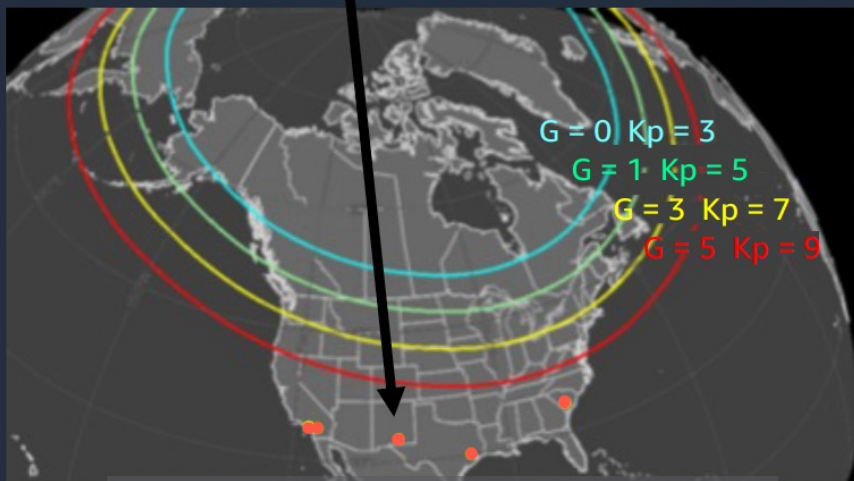 G = 0 Kp = 3
G = 1 Kp = 5
G = 3 Kp = 7
G = 5 Kp = 9